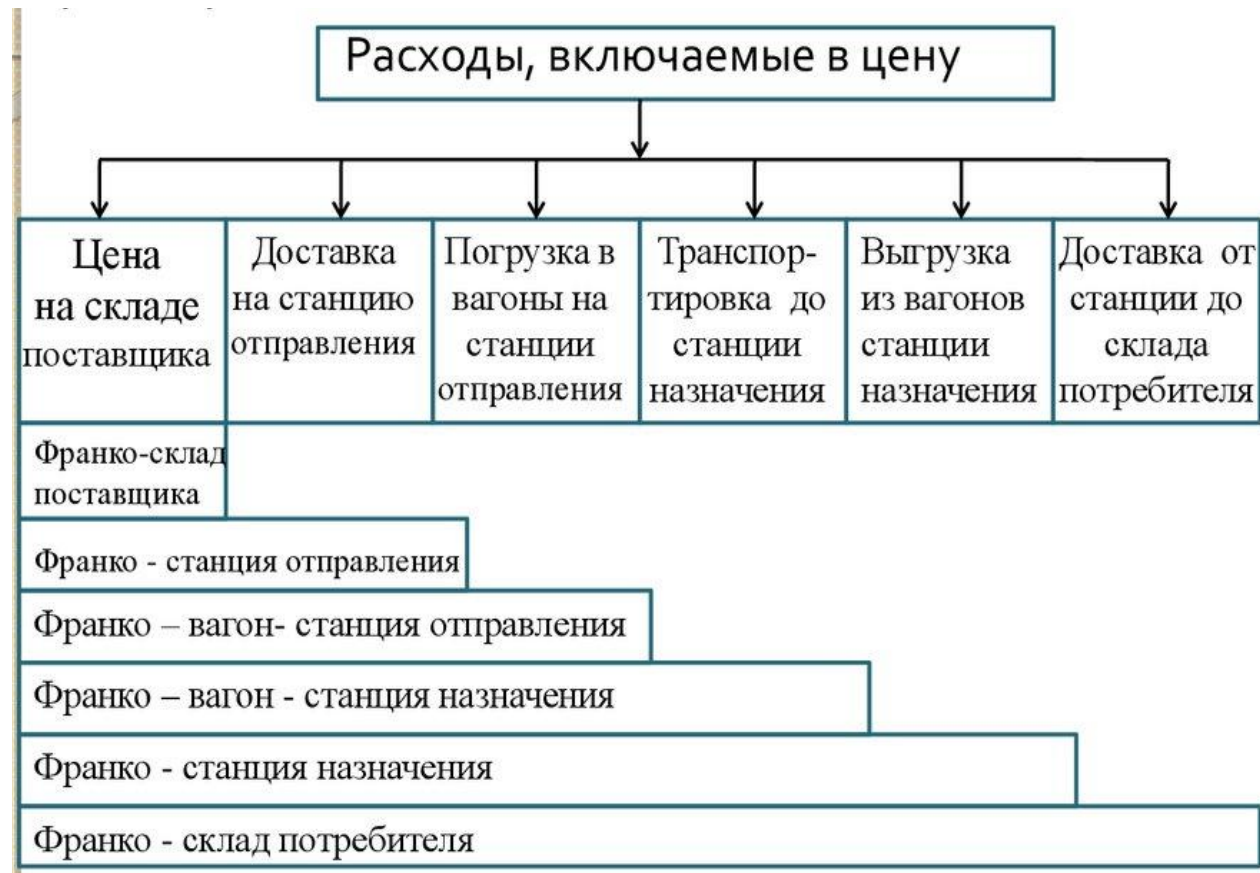 Расходы, включаемые в цену
Цена
на складе
поставщика
Доставка
на станцию
отправления
Погрузка в
вагоны на
станции
отправления
Транспор-
тировка до
станции
назначения
Выгрузка
из вагонов
станции
назначения
Доставка от
станции до
склада
потребителя
Франко-склад
поставщика
Франко - станция отправления
Франко – вагон- станция отправления
Франко – вагон - станция назначения
Франко - станция назначения
Франко - склад потребителя